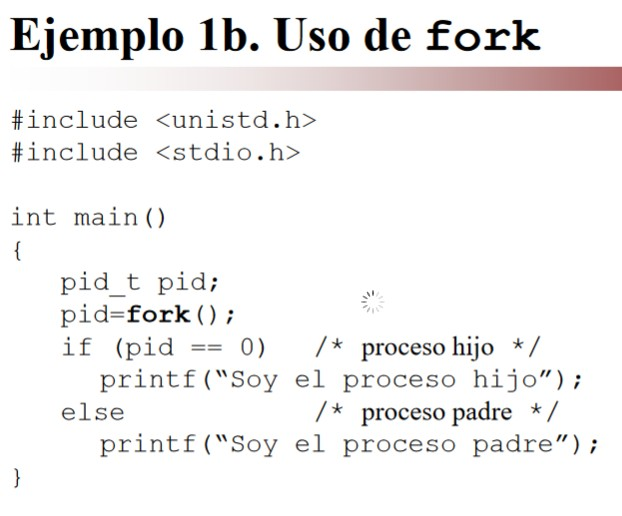 Ejemplo 1b. Uso de fork
#include <unistd.h>
#include <stdio.h>
int main()
{
pid_t pid;
pid=fork();
if (pid == 0) /* proceso hijo */
printf(“Soy el proceso hijo”);
else /* proceso padre */
printf(“Soy el proceso padre”);
}